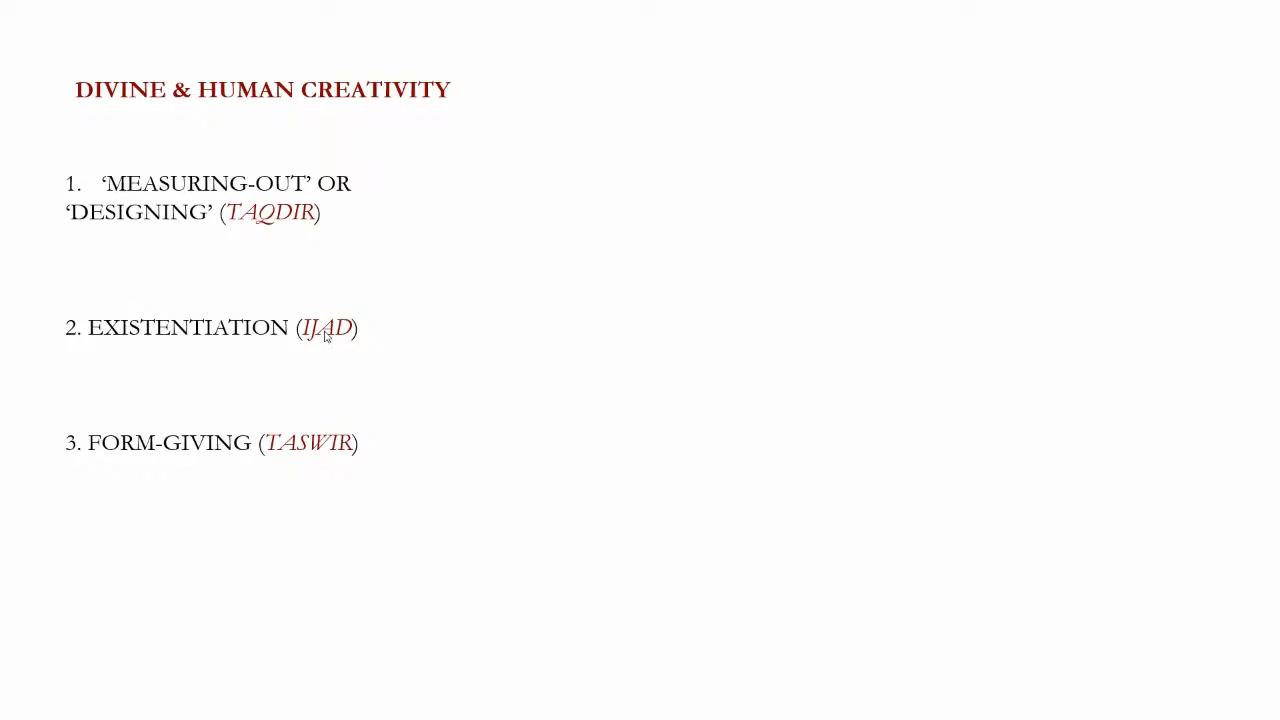 DIVINE & HUMAN CREATIVITY
1. ‘MEASURING-OUT’ OR
‘DESIGNING’ (TAQDIR)
2. EXISTENTIATION (IJAD)
3. FORM-GIVING (TASWIR)